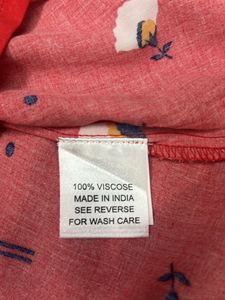 100% VISCOSE
MADE IN INDIA
SEE REVERSE
FOR WASH CARE